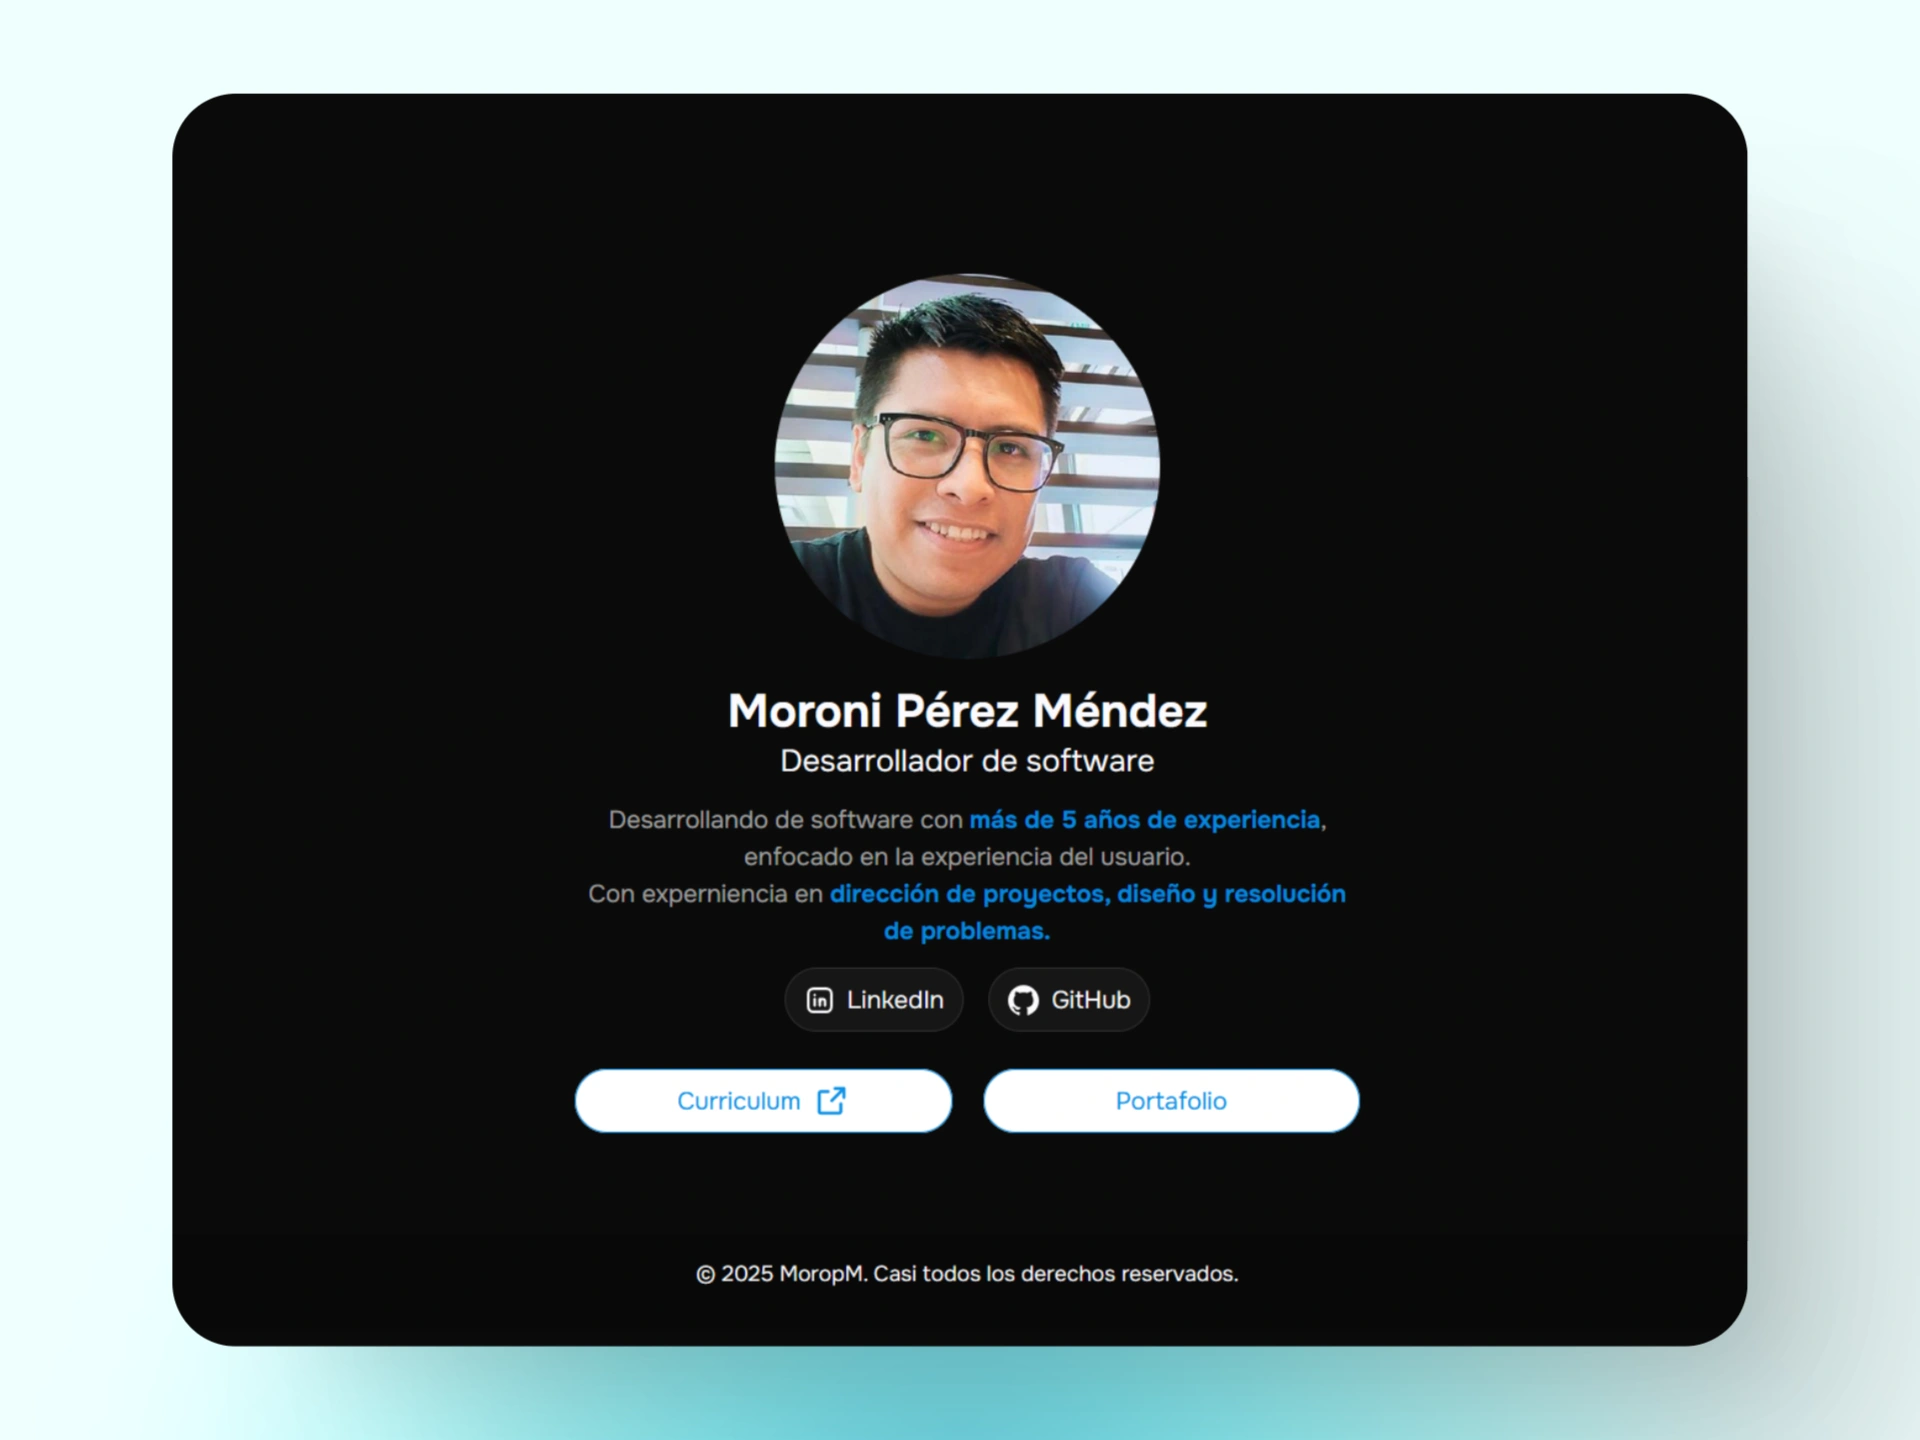 Moroni Pérez Méndez
Desarrollador de software
Desarrollando de software con más de 5 años de experiencia,
enfocado en la experiencia del usuario.
Con experniencia en dirección de proyectos, diseño y resolución
de problemas.
LinkedIn GitHub
Curriculum Portafolio
© 2025 MoropM. Casi todos los derechos reservados.